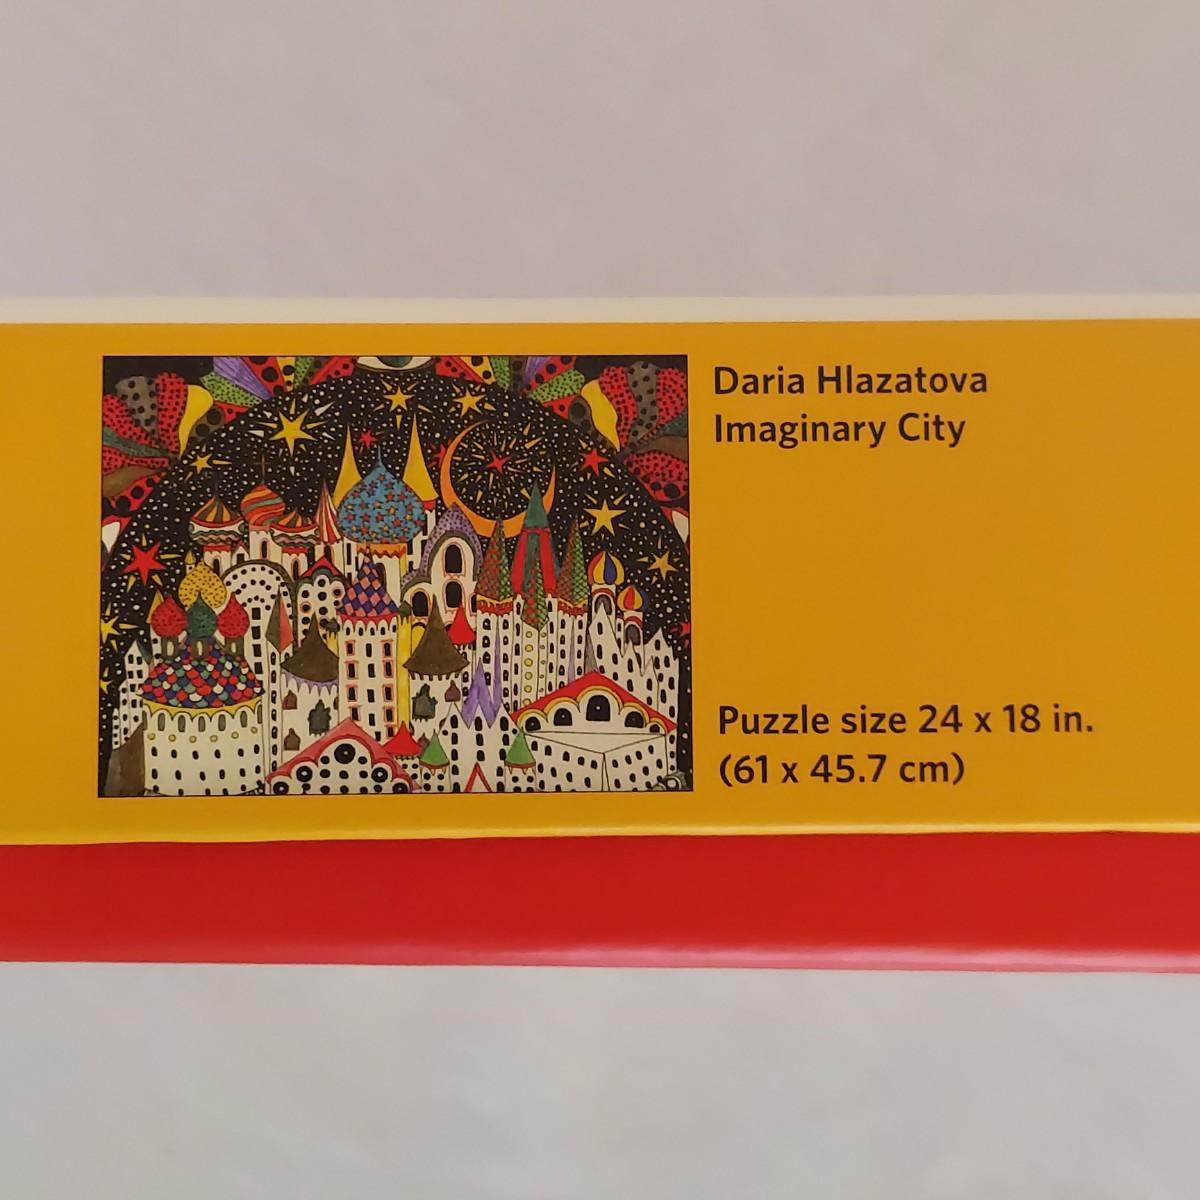 Daria Hlazatova
Imaginary City
Puzzle size 24 x 18 in.
(61 x 45.7 cm)